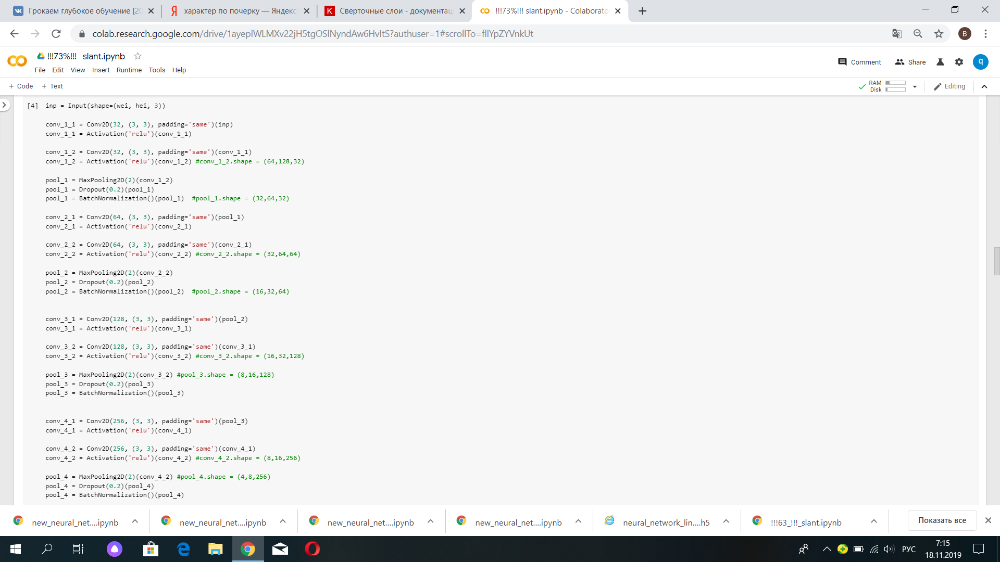 Грокаем глубокое обучение [20
характер по почерку — Яндекс
Сверточные слои - документац
!!!73%!!! slant.ipynb - Colaborato
colab.research.google.com/drive/1ayeplWLMXv22jH5tgOSlNyndAw6HvItS?authuser=1#scrollTo=fllYpZYVnkUt
B
!!!73%!!! slant.ipynb
File Edit View Insert Runtime Tools Help
Comment Share q
+ Code + Text
RAM
Disk
Editing
[4] inp = Input(shape=(wei, hei, 3))
conv_1_1 = Conv2D(32, (3, 3), padding='same')(inp)
conv_1_1 = Activation('relu')(conv_1_1)
conv_1_2 = Conv2D(32, (3, 3), padding='same')(conv_1_1)
conv_1_2 = Activation('relu')(conv_1_2) #conv_1_2.shape = (64,128,32)
pool_1 = MaxPooling2D(2)(conv_1_2)
pool_1 = Dropout(0.2)(pool_1)
pool_1 = BatchNormalization()(pool_1)  #pool_1.shape = (32,64,32)
conv_2_1 = Conv2D(64, (3, 3), padding='same')(pool_1)
conv_2_1 = Activation('relu')(conv_2_1)
conv_2_2 = Conv2D(64, (3, 3), padding='same')(conv_2_1)
conv_2_2 = Activation('relu')(conv_2_2) #conv_2_2.shape = (32,64,64)
pool_2 = MaxPooling2D(2)(conv_2_2)
pool_2 = Dropout(0.2)(pool_2)
pool_2 = BatchNormalization()(pool_2)  #pool_2.shape = (16,32,64)
conv_3_1 = Conv2D(128, (3, 3), padding='same')(pool_2)
conv_3_1 = Activation('relu')(conv_3_1)
conv_3_2 = Conv2D(128, (3, 3), padding='same')(conv_3_1)
conv_3_2 = Activation('relu')(conv_3_2) #conv_3_2.shape = (16,32,128)
pool_3 = MaxPooling2D(2)(conv_3_2) #pool_3.shape = (8,16,128)
pool_3 = Dropout(0.2)(pool_3)
pool_3 = BatchNormalization()(pool_3)
conv_4_1 = Conv2D(256, (3, 3), padding='same')(pool_3)
conv_4_1 = Activation('relu')(conv_4_1)
conv_4_2 = Conv2D(256, (3, 3), padding='same')(conv_4_1)
conv_4_2 = Activation('relu')(conv_4_2) #conv_4_2.shape = (8,16,256)
pool_4 = MaxPooling2D(2)(conv_4_2) #pool_4.shape = (4,8,256)
pool_4 = Dropout(0.2)(pool_4)
pool_4 = BatchNormalization()(pool_4)
new_neural_net....ipynb
new_neural_net....ipynb
new_neural_net....ipynb
new_neural_net....ipynb
neural_network_lin....h5
!!!63_!!!_slant.ipynb
Показать все
РУС
7:15
18.11.2019